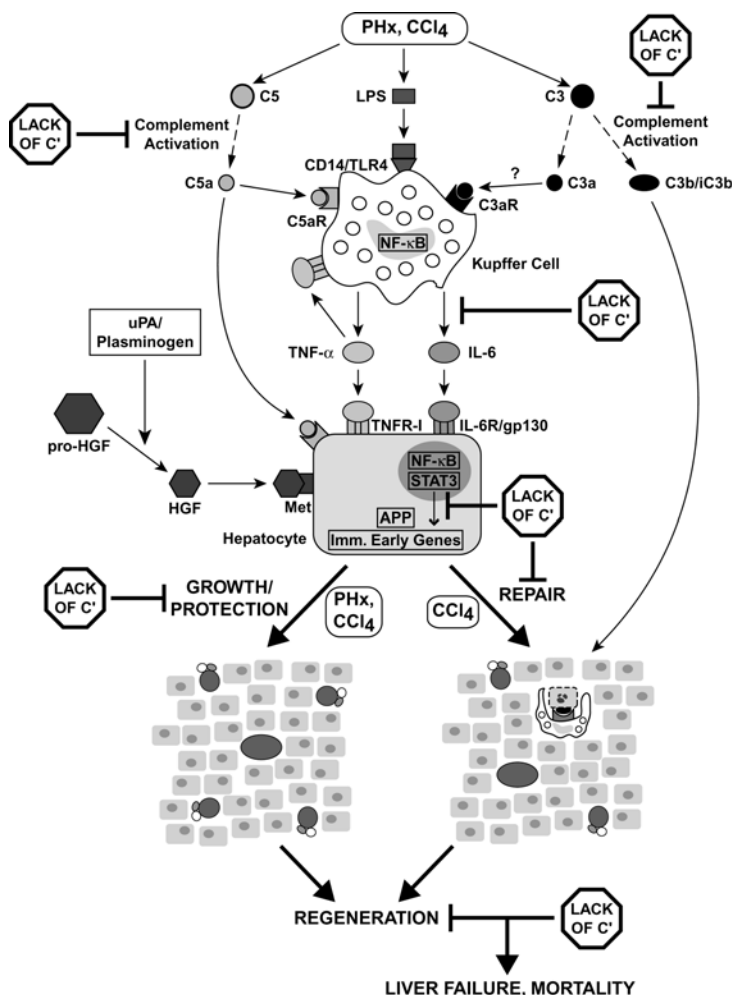 PHx, CCl4
LACK
OF C'
C5
LPS
C3
LACK
OF C'
Complement
Activation
Complement
Activation
CD14/TLR4
C5a
C5aR
?
C3aR
C3a
C3b/iC3b
NF-κB
Kupffer Cell
LACK
OF C'
uPA/
Plasminogen
TNF-α
IL-6
pro-HGF
TNFR-I
IL-6R/gp130
NF-κB
STAT3
LACK
OF C'
HGF
Met
APP
Hepatocyte
Imm. Early Genes
LACK
OF C'
GROWTH/
PROTECTION
PHx,
CCl4
CCl4
REPAIR
REGENERATION
LACK
OF C'
LIVER FAILURE, MORTALITY